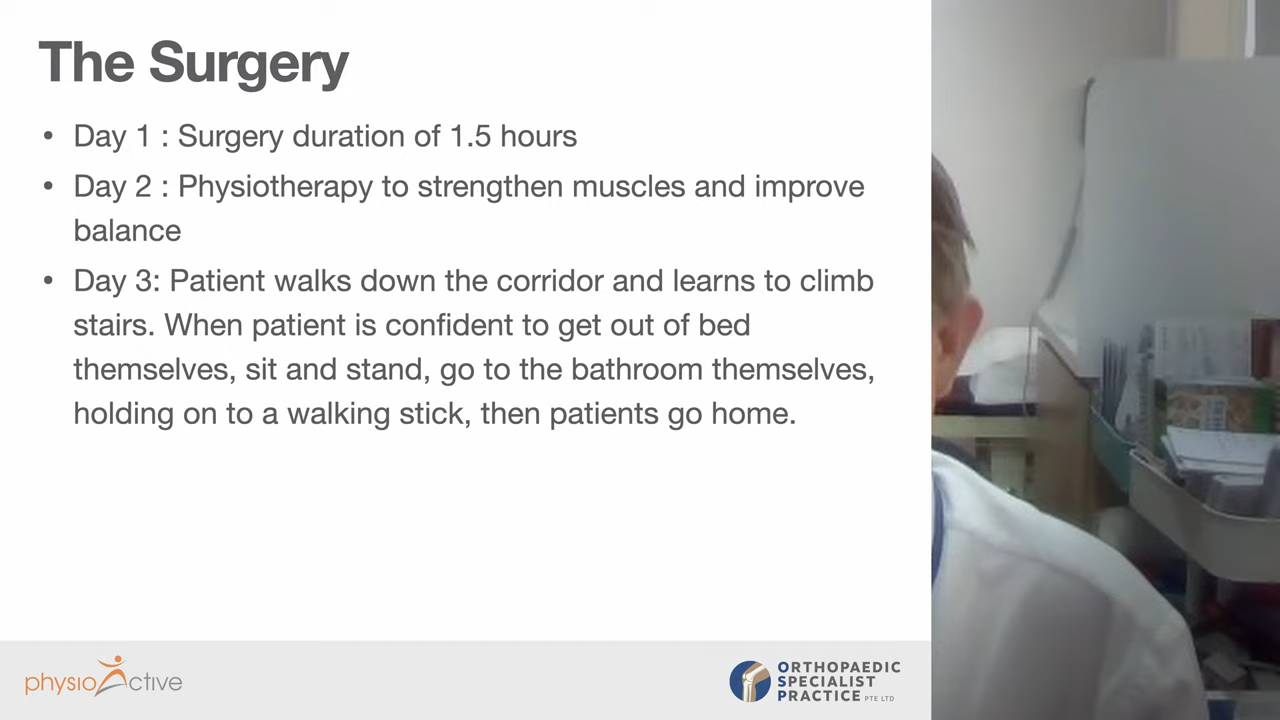 The Surgery
• Day 1 : Surgery duration of 1.5 hours
• Day 2 : Physiotherapy to strengthen muscles and improve
balance
• Day 3: Patient walks down the corridor and learns to climb
stairs. When patient is confident to get out of bed
themselves, sit and stand, go to the bathroom themselves,
holding on to a walking stick, then patients go home.
physioActive
ORTHOPAEDIC
SPECIALIST
PRACTICE PTE LTD